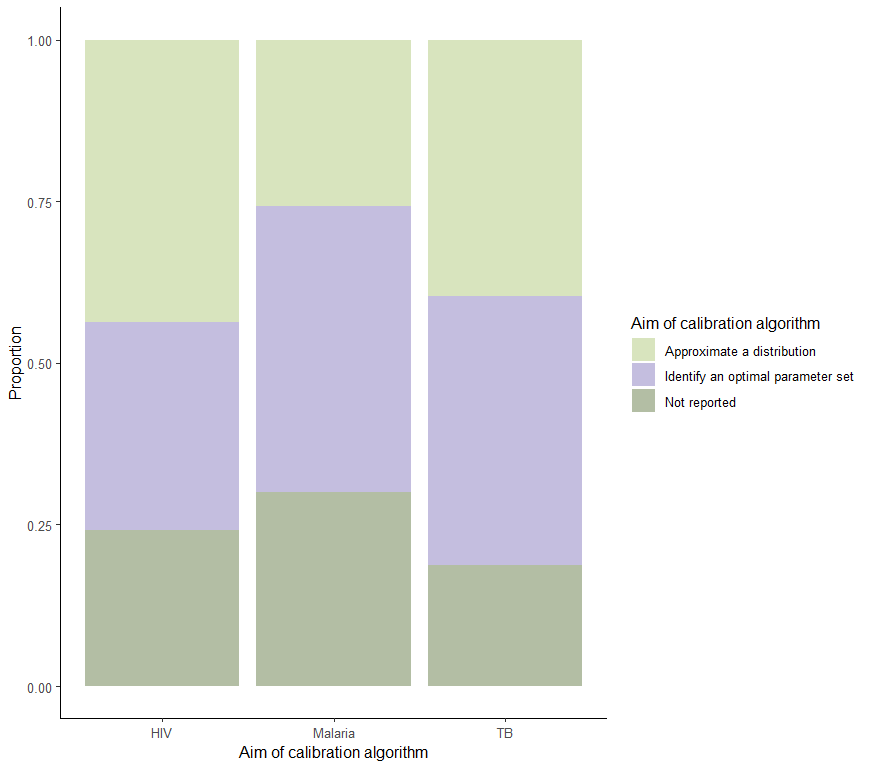 1.00
0.75
0.50
0.25
0.00
Proportion
HIV
Malaria
TB
Aim of calibration algorithm
Aim of calibration algorithm
Approximate a distribution
Identify an optimal parameter set
Not reported